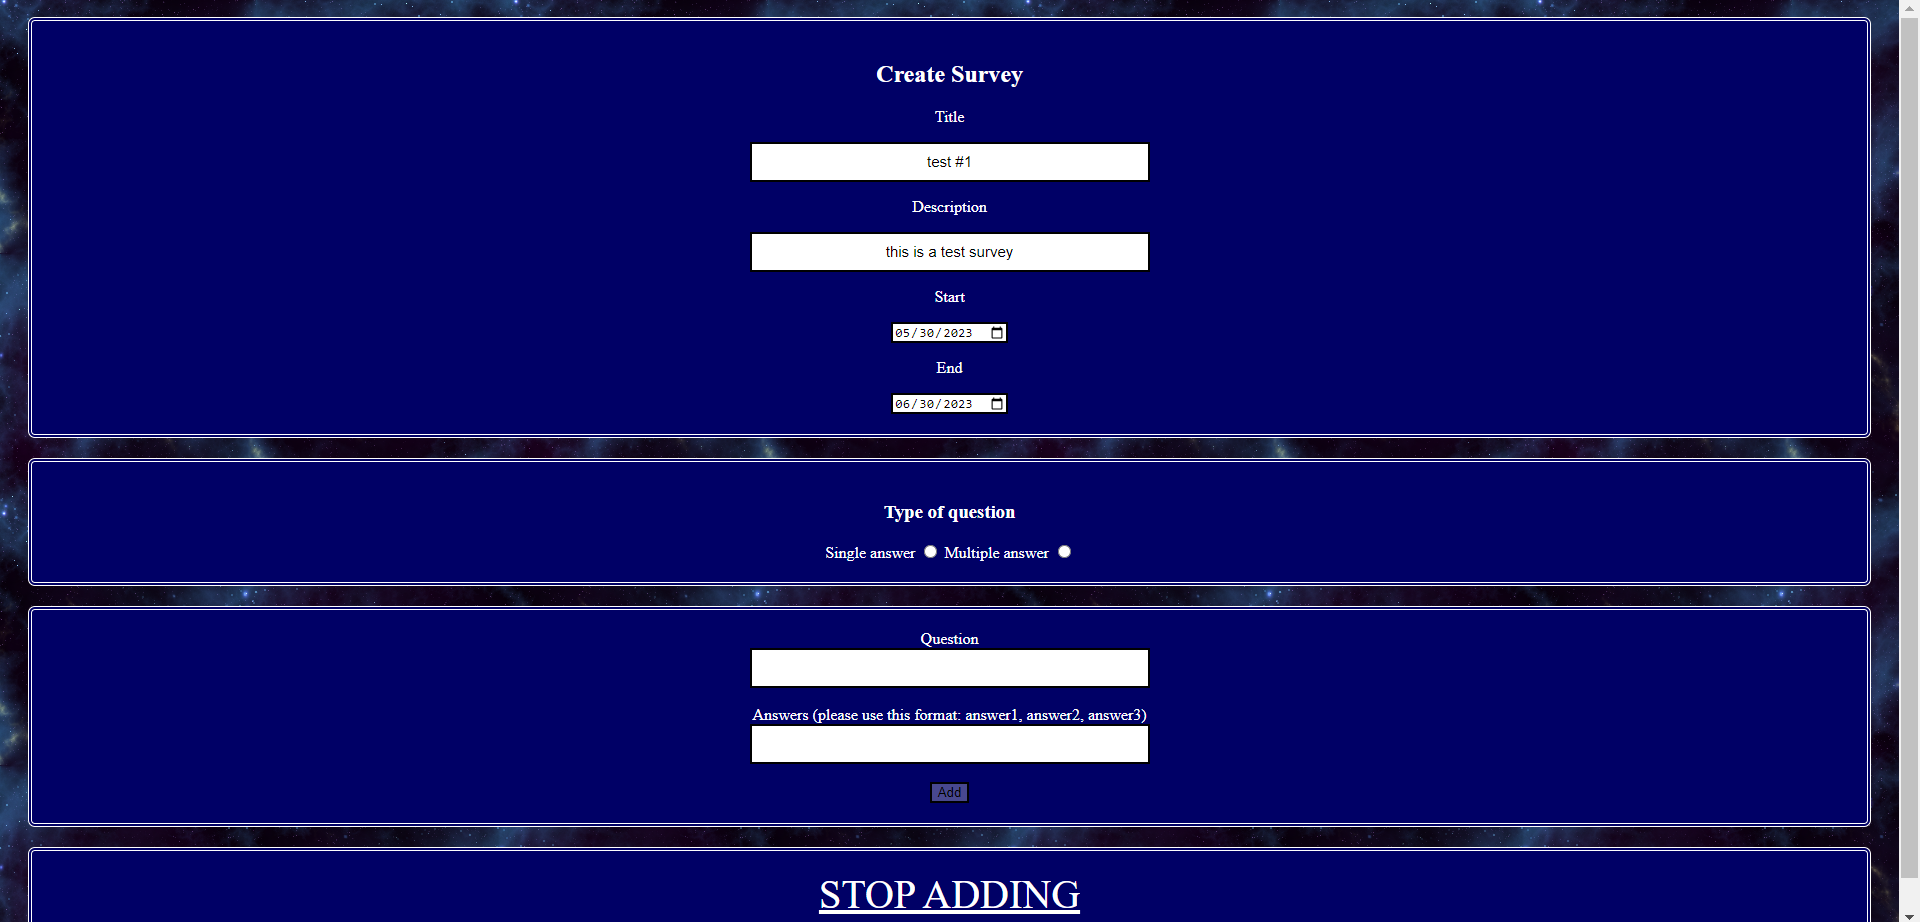 Create Survey
Title
test #1
Description
this is a test survey
Start
05/30/2023
End
06/30/2023
Type of question
Single answer Multiple answer
Question
Answers (please use this format: answer1, answer2, answer3)
Add
STOP ADDING